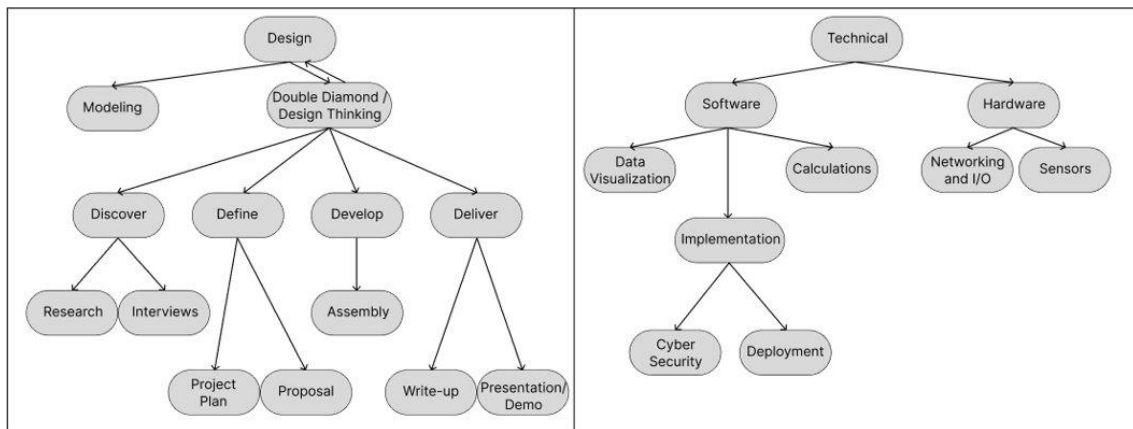 Design
Modeling
Double Diamond /
Design Thinking
Discover
Define
Develop
Deliver
Research
Interviews
Assembly
Project
Plan
Proposal
Write-up
Presentation/
Demo
Technical
Software
Hardware
Data
Visualization
Calculations
Networking
and I/O
Sensors
Implementation
Cyber
Security
Deployment